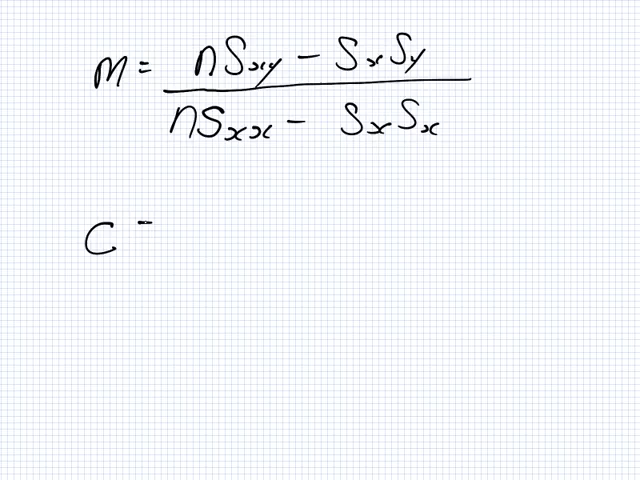 m = nSxy - SxSy / nSxx - SxSx
C -